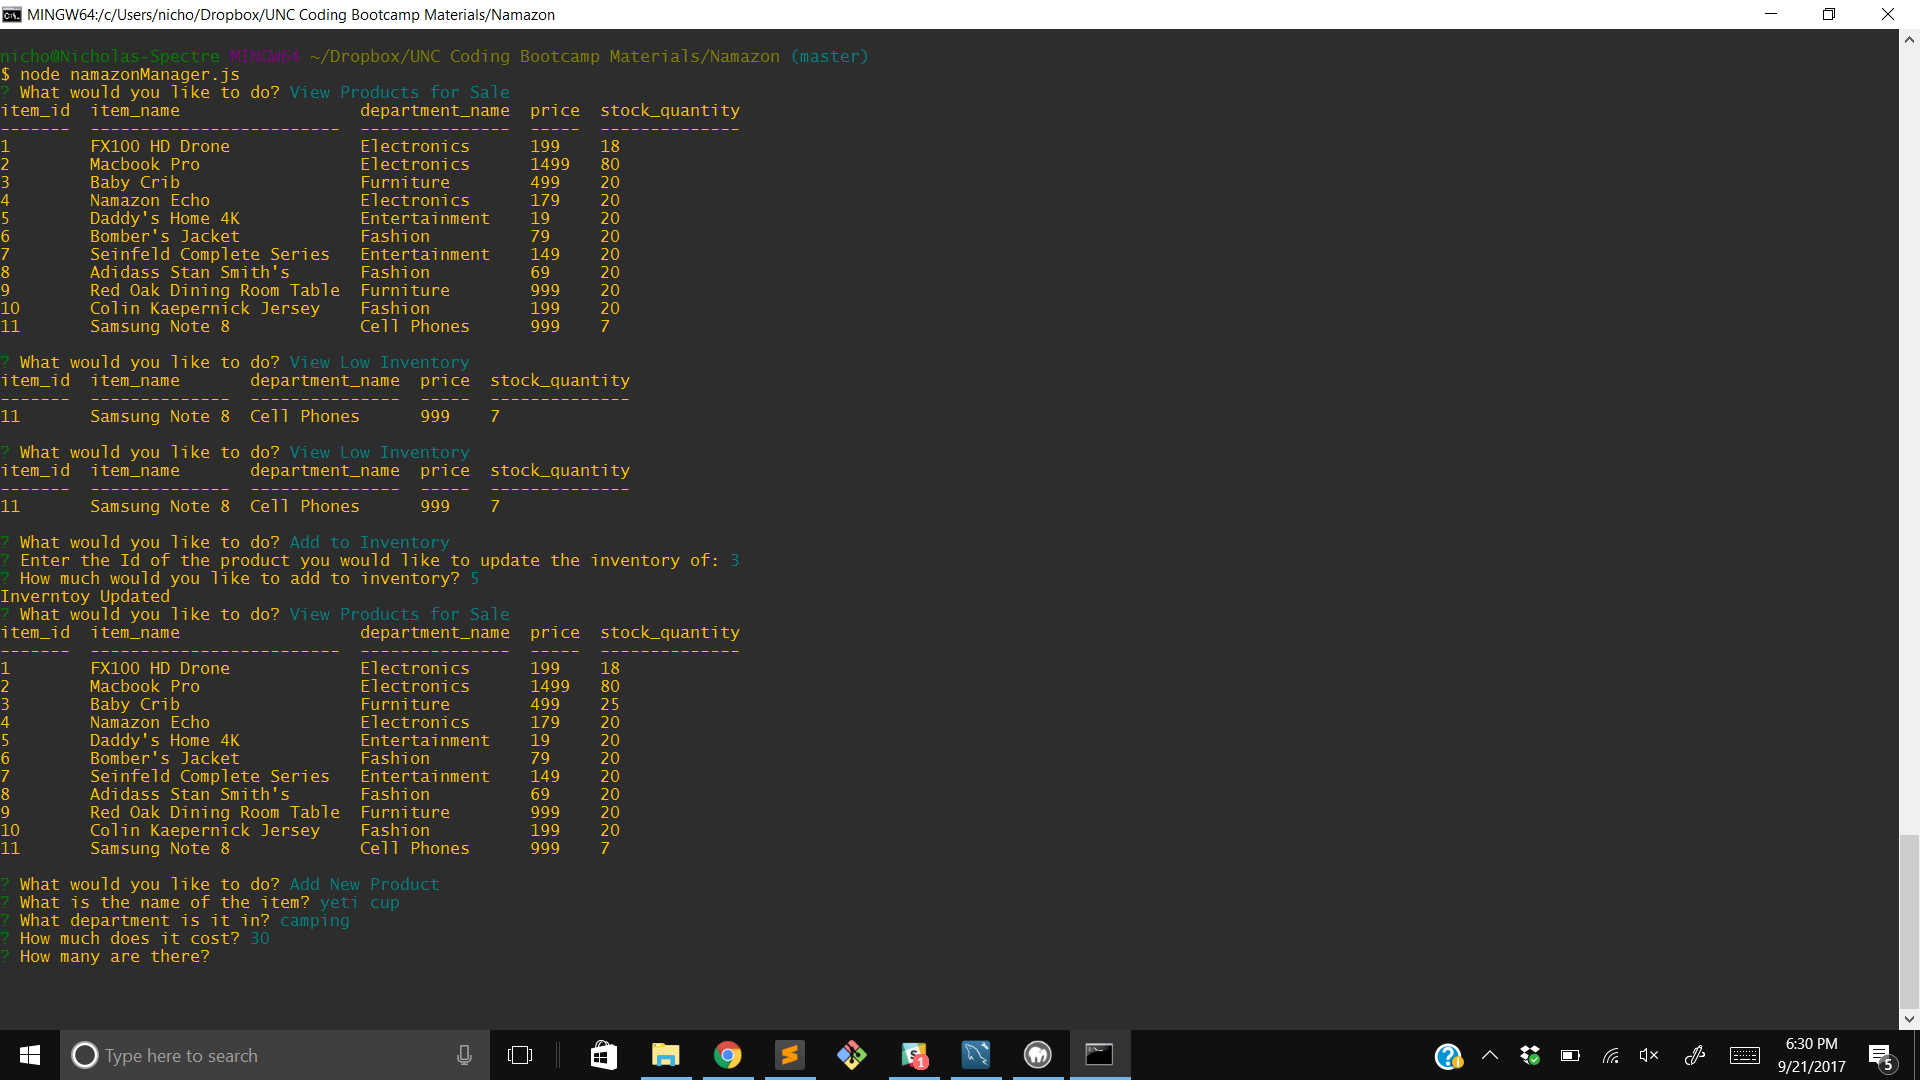 MINGW64:/c/Users/nicho/Dropbox/UNC Coding Bootcamp Materials/Namazon
nicho@Nicholas-Spectre MINGW64 ~/Dropbox/UNC Coding Bootcamp Materials/Namazon (master)
$ node namazonManager.js
? What would you like to do? View Products for Sale
item_id  item_name                  department_name  price  stock_quantity
-------  -------------------------  ---------------  -----  --------------
1        FX100 HD Drone             Electronics      199    18
2        Macbook Pro                Electronics      1499   80
3        Baby Crib                  Furniture        499    20
4        Namazon Echo               Electronics      179    20
5        Daddy's Home 4K            Entertainment    19     20
6        Bomber's Jacket            Fashion          79     20
7        Seinfeld Complete Series   Entertainment    149    20
8        Adidass Stan Smith's       Fashion          69     20
9        Red Oak Dining Room Table  Furniture        999    20
10       Colin Kaepernick Jersey    Fashion          199    20
11       Samsung Note 8             Cell Phones      999    7
? What would you like to do? View Low Inventory
item_id  item_name       department_name  price  stock_quantity
-------  --------------  ---------------  -----  --------------
11       Samsung Note 8  Cell Phones      999    7
? What would you like to do? View Low Inventory
item_id  item_name       department_name  price  stock_quantity
-------  --------------  ---------------  -----  --------------
11       Samsung Note 8  Cell Phones      999    7
? What would you like to do? Add to Inventory
? Enter the Id of the product you would like to update the inventory of: 3
? How much would you like to add to inventory? 5
Inverntoy Updated
? What would you like to do? View Products for Sale
item_id  item_name                  department_name  price  stock_quantity
-------  -------------------------  ---------------  -----  --------------
1        FX100 HD Drone             Electronics      199    18
2        Macbook Pro                Electronics      1499   80
3        Baby Crib                  Furniture        499    25
4        Namazon Echo               Electronics      179    20
5        Daddy's Home 4K            Entertainment    19     20
6        Bomber's Jacket            Fashion          79     20
7        Seinfeld Complete Series   Entertainment    149    20
8        Adidass Stan Smith's       Fashion          69     20
9        Red Oak Dining Room Table  Furniture        999    20
10       Colin Kaepernick Jersey    Fashion          199    20
11       Samsung Note 8             Cell Phones      999    7
? What would you like to do? Add New Product
? What is the name of the item? yeti cup
? What department is it in? camping
? How much does it cost? 30
? How many are there?
Type here to search
1
6:30 PM
9/21/2017
5